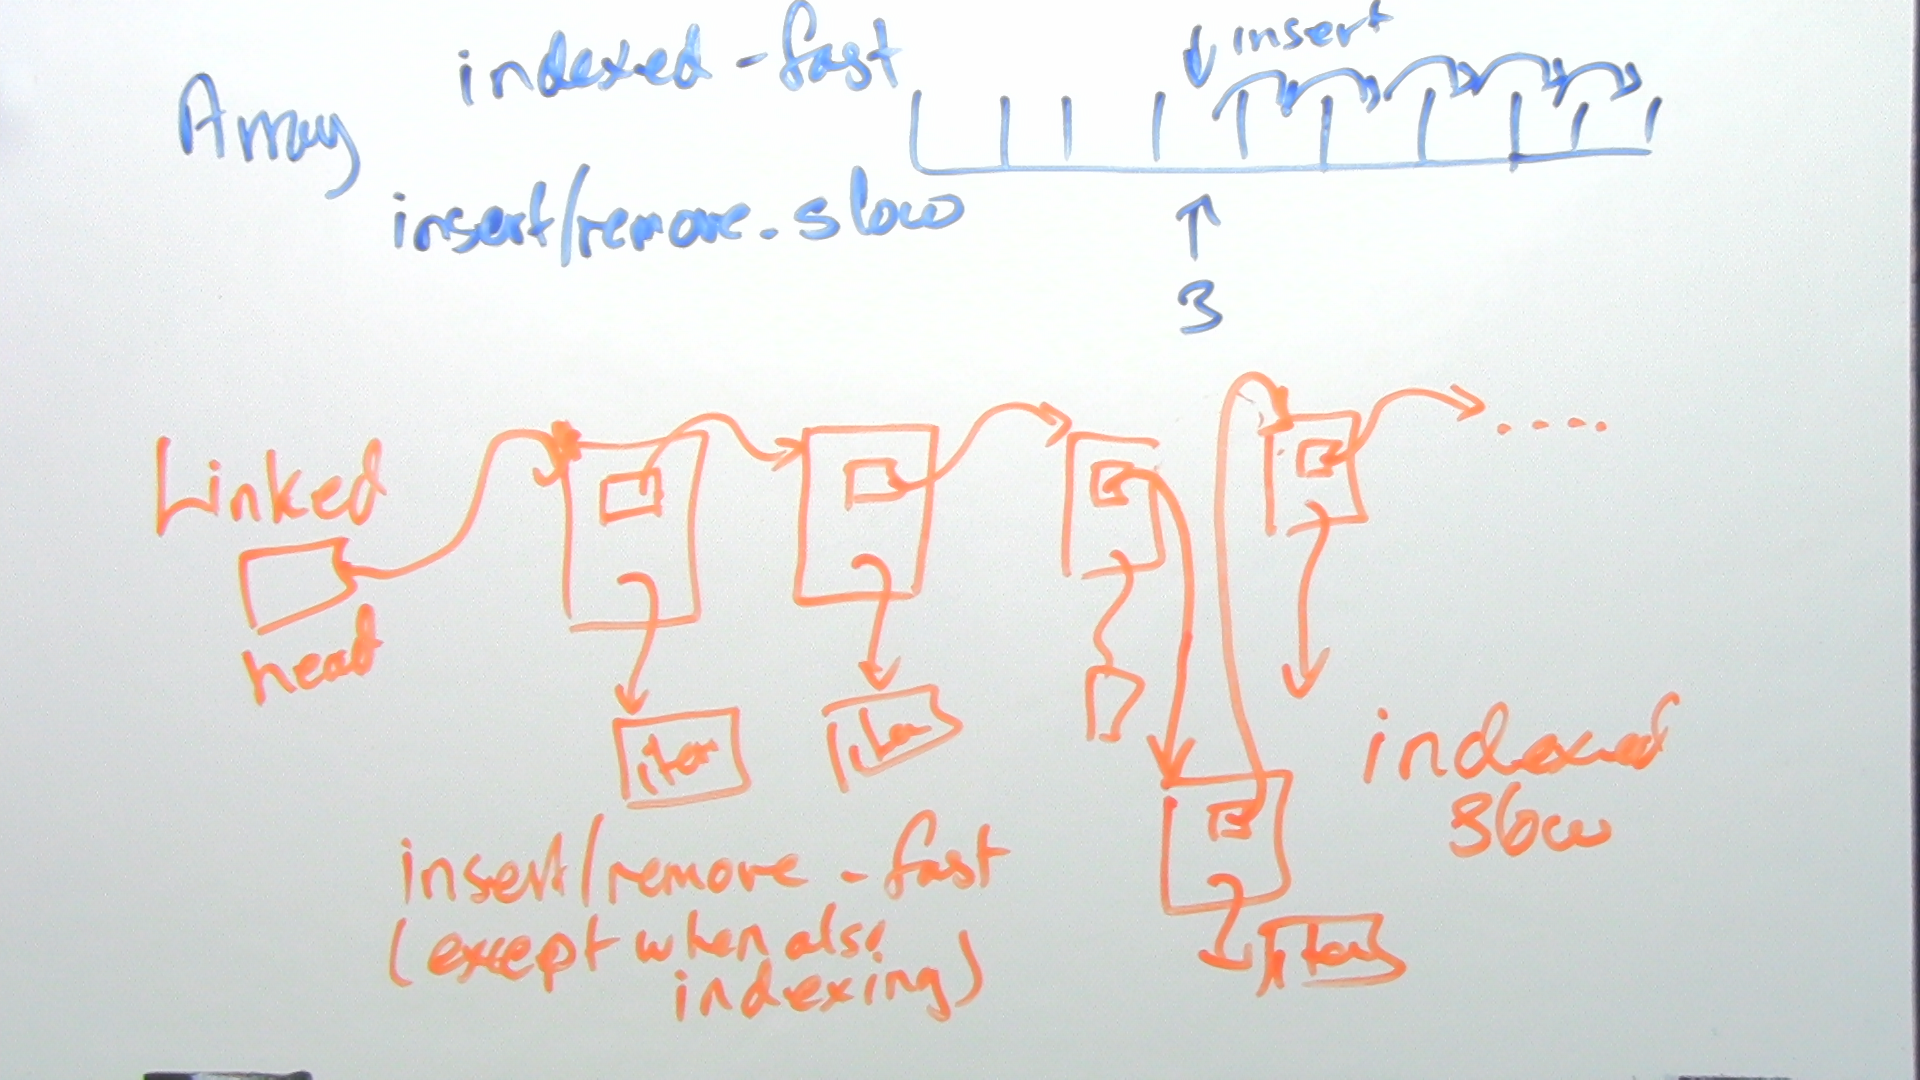 indexed - fast
↓ insert
Array
insert/remove - slow
↑
3
Linked
head
item
item
indexed
slow
insert/remove - fast
(except when also
indexing)
item